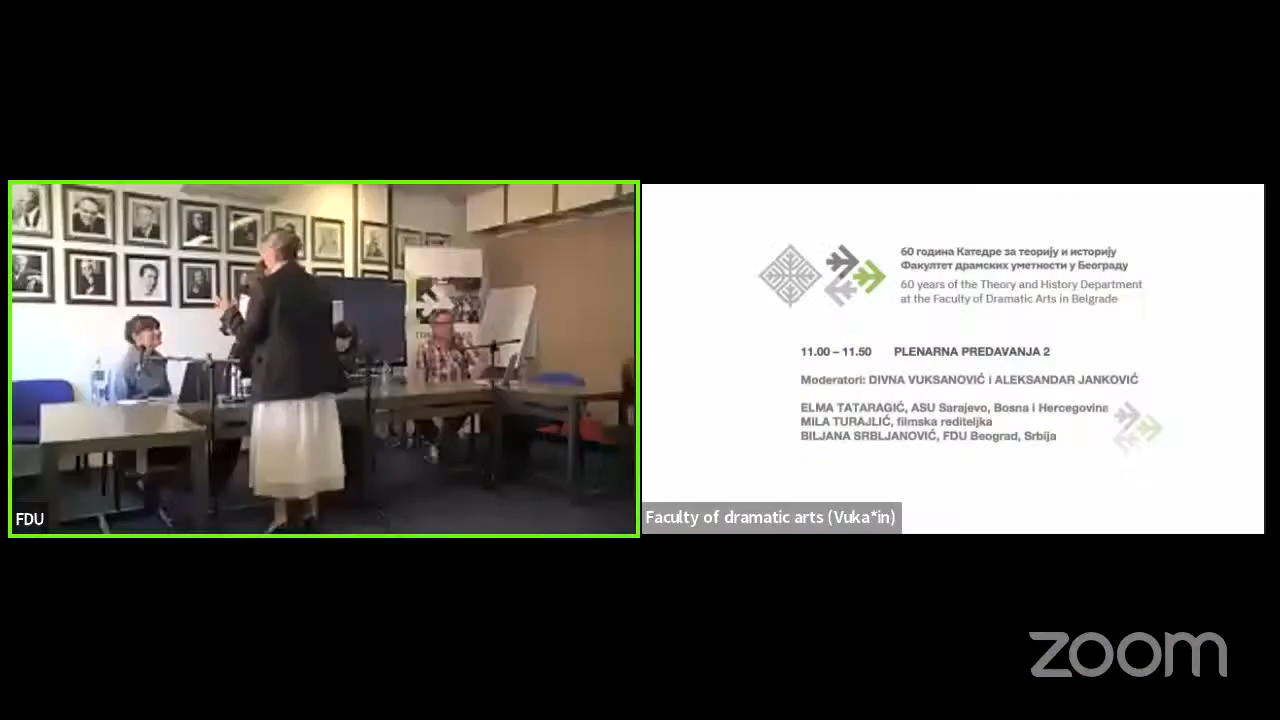 60 година Катедре за теорију и историју
Факултет драмских уметности у Београду
60 years of the Theory and History Department
at the Faculty of Dramatic Arts in Belgrade
11.00 – 11.50 PLENARNA PREDAVANJA 2
Moderatori: DIVNA VUKSANOVIĆ i ALEKSANDAR JANKOVIĆ
ELMA TATARAGIĆ, ASU Sarajevo, Bosna i Hercegovina
MILA TURAJLIĆ, filmska rediteljka
BILJANA SRBLJANOVIĆ, FDU Beograd, Srbija
FDU
Faculty of dramatic arts (Vuka*in)
zoom